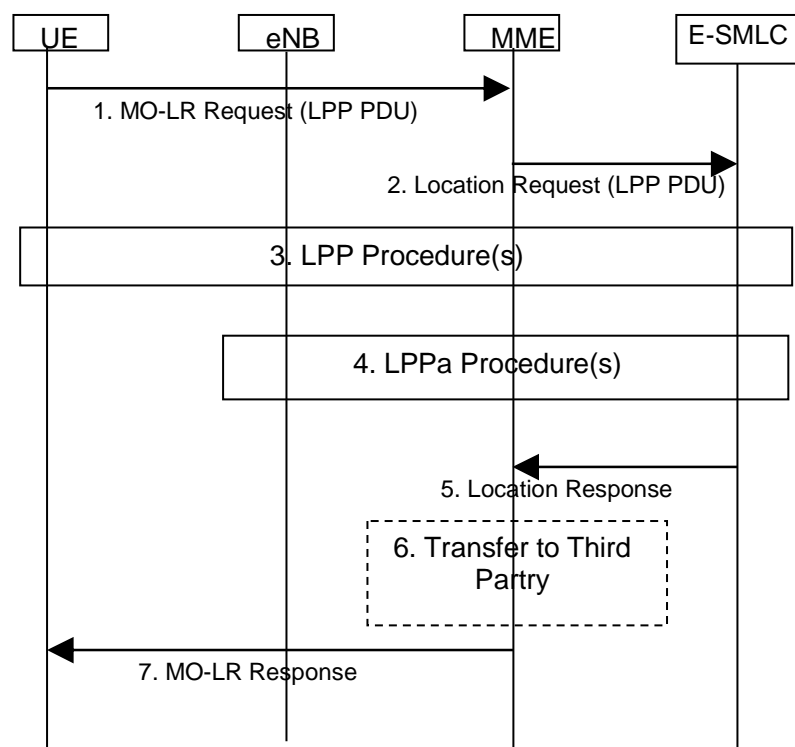 UE
eNB
MME
E-SMLC
1. MO-LR Request (LPP PDU)
2. Location Request (LPP PDU)
3. LPP Procedure(s)
4. LPPa Procedure(s)
5. Location Response
6. Transfer to Third
Partry
7. MO-LR Response